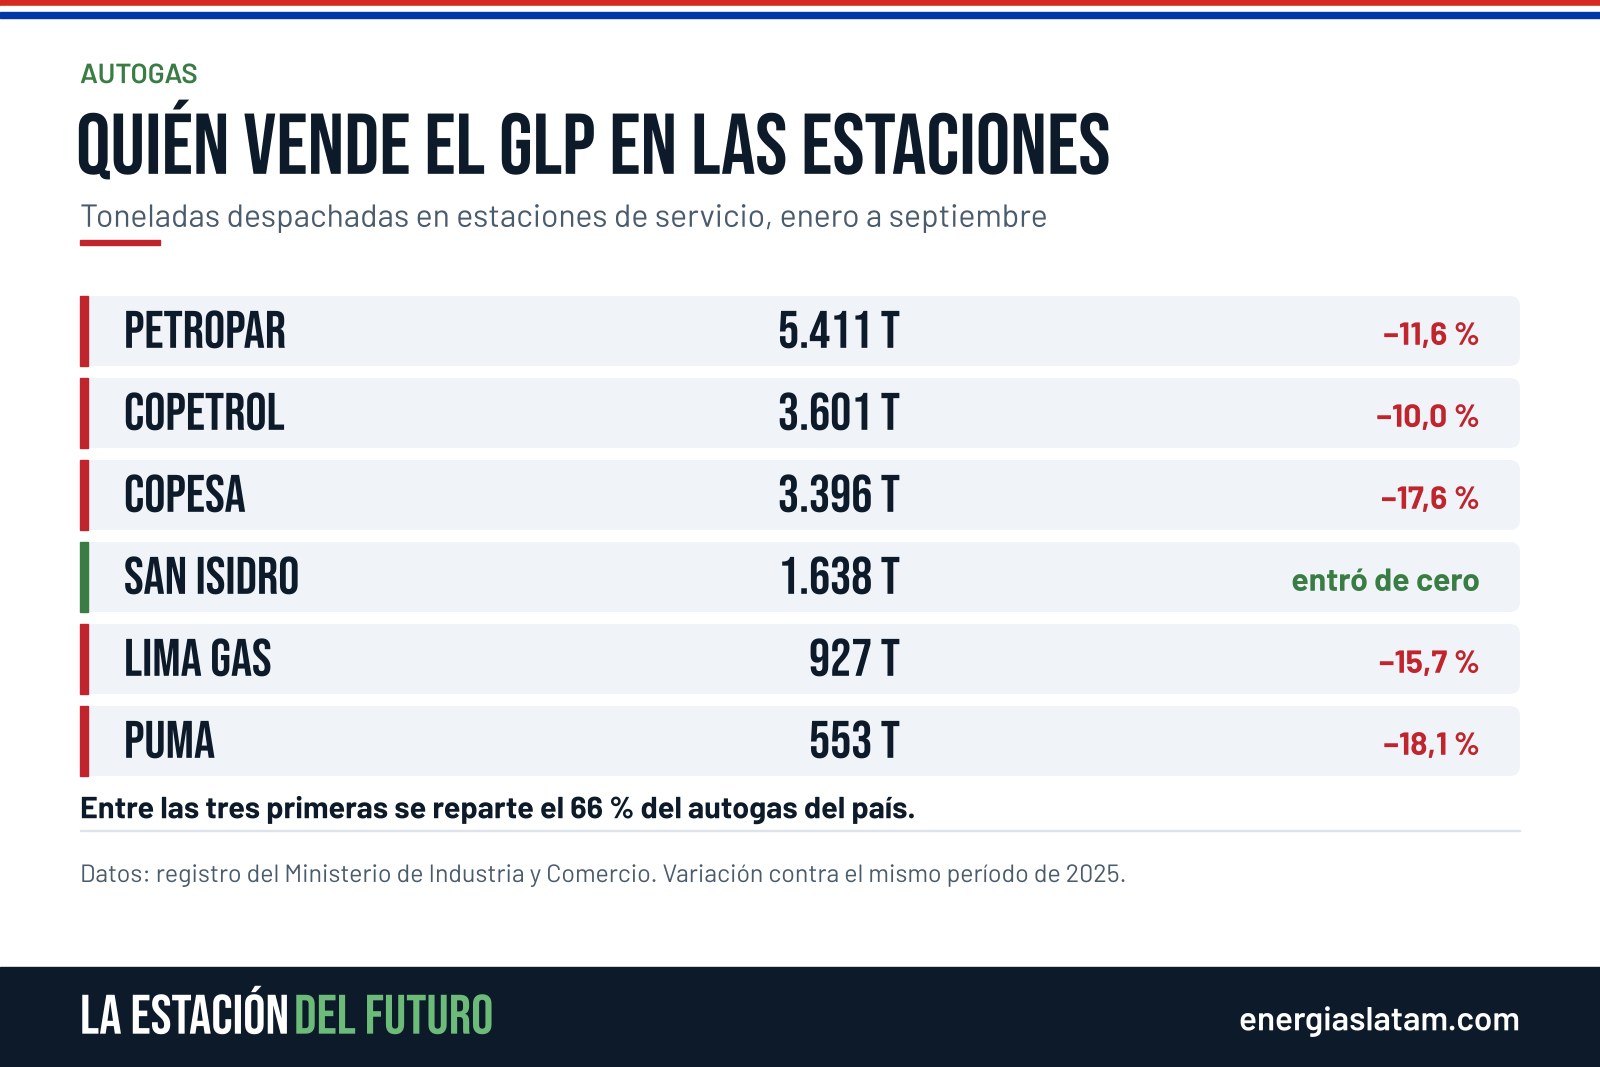 AUTOGAS
QUIÉN VENDE EL GLP EN LAS ESTACIONES
Toneladas despachadas en estaciones de servicio, enero a septiembre
PETROPAR 5.411 T –11,6 %
COPETROL 3.601 T –10,0 %
COPESA 3.396 T –17,6 %
SAN ISIDRO 1.638 T entró de cero
LIMA GAS 927 T –15,7 %
PUMA 553 T –18,1 %
Entre las tres primeras se reparte el 66 % del autogas del país.
Datos: registro del Ministerio de Industria y Comercio. Variación contra el mismo período de 2025.
LA ESTACIÓN DEL FUTURO energiaslatam.com